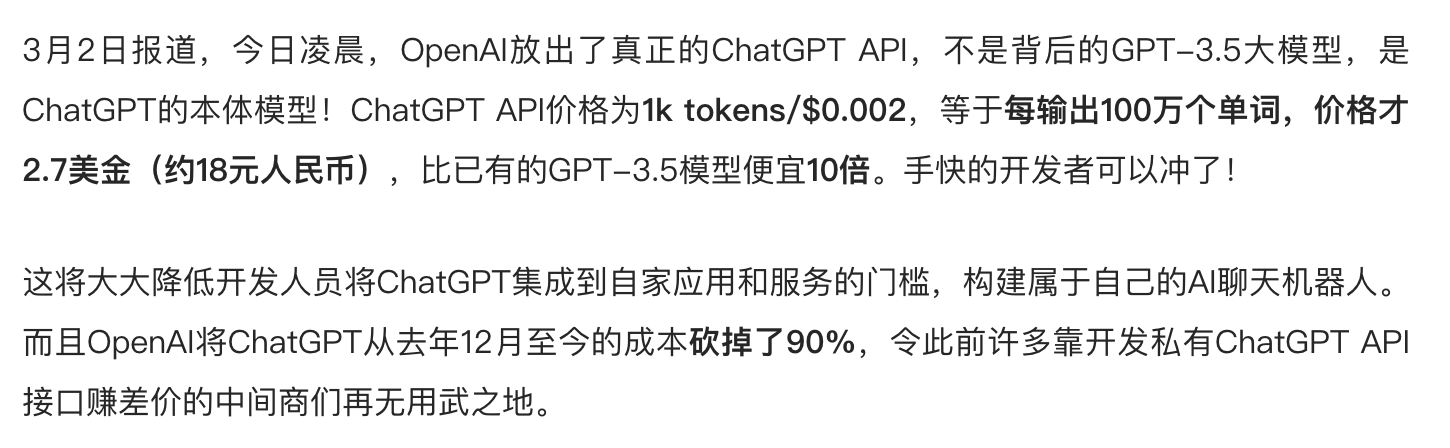 3月2日报道，今日凌晨，OpenAI放出了真正的ChatGPT API，不是背后的GPT-3.5大模型，是
ChatGPT的本体模型！ChatGPT API价格为1k tokens/$0.002，等于每输出100万个单词，价格才
2.7美金（约18元人民币），比已有的GPT-3.5模型便宜10倍。手快的开发者可以冲了！
这将大大降低开发人员将ChatGPT集成到自家应用和服务的门槛，构建属于自己的AI聊天机器人。
而且OpenAI将ChatGPT从去年12月至今的成本砍掉了90%，令此前许多靠开发私有ChatGPT API
接口赚差价的中间商们再无用武之地。